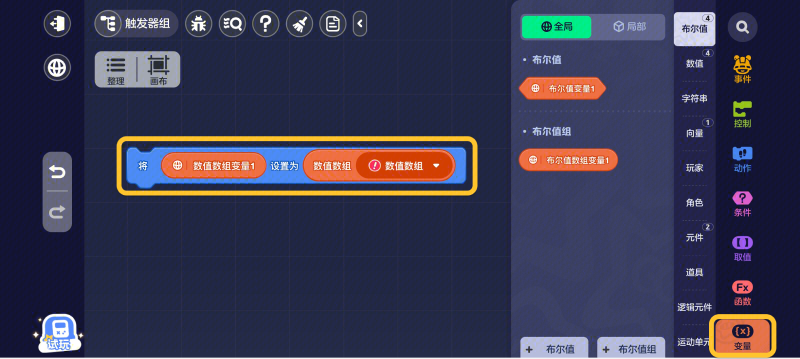 触发器组
全局
局部
整理
画布
布尔值
布尔值变量1
布尔值组
布尔值数组变量1
将 数值数组变量1 设置为 数值数组 数值数组
试玩
+ 布尔值
+ 布尔值组
布尔值 4
数值 4
字符串
向量 1
玩家
角色
元件 2
道具
逻辑元件
运动单元
事件
控制
动作
条件
取值
Fx
函数
{x}
变量